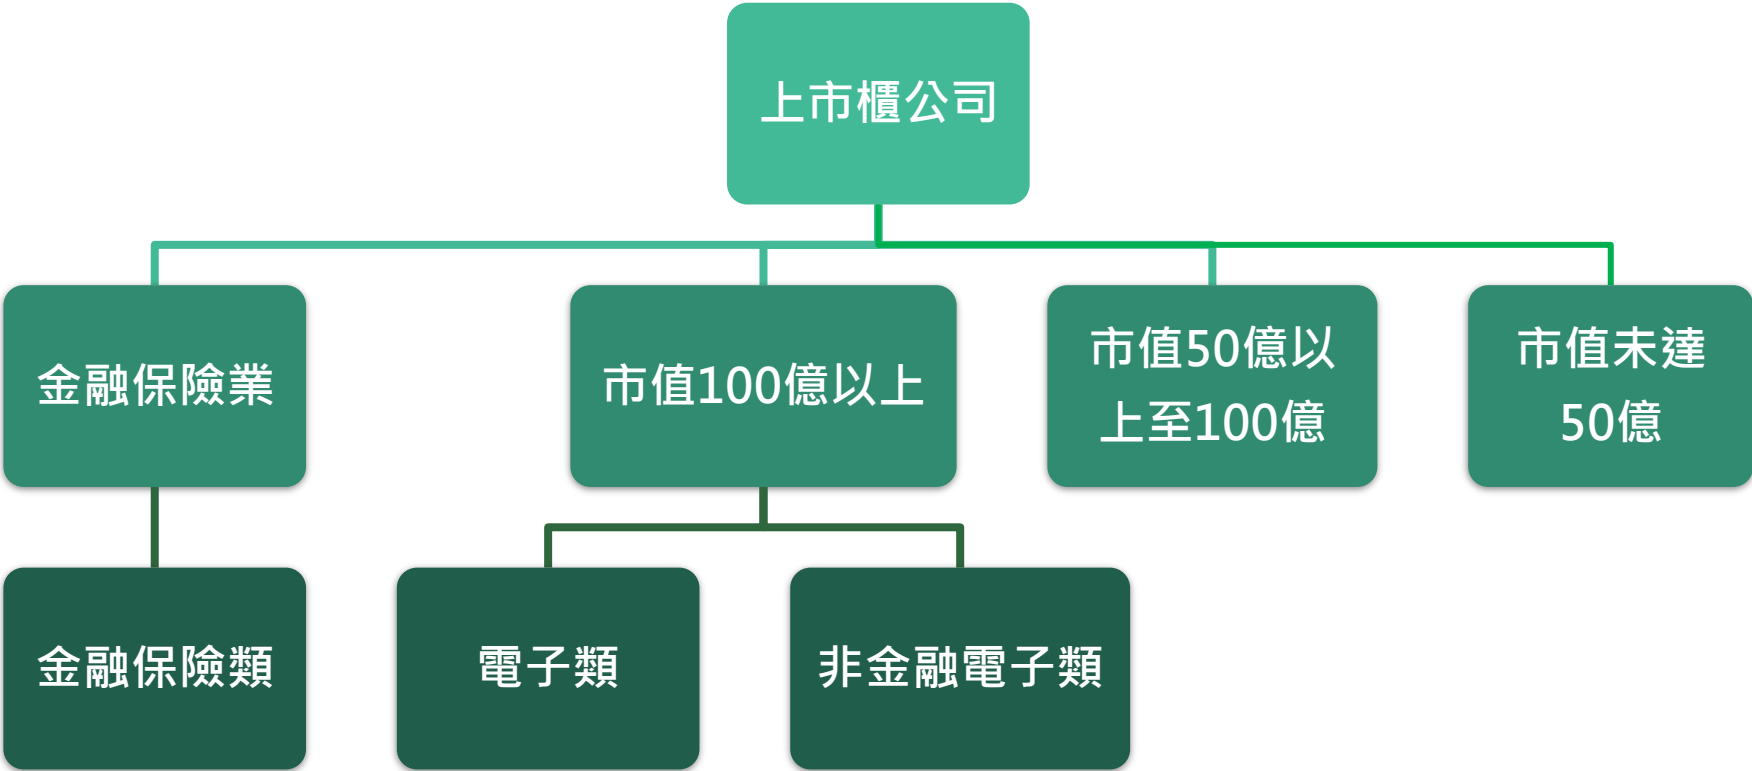 上市櫃公司
金融保險業
市值100億以上
市值50億以
上至100億
市值未達
50億
金融保險類
電子類
非金融電子類